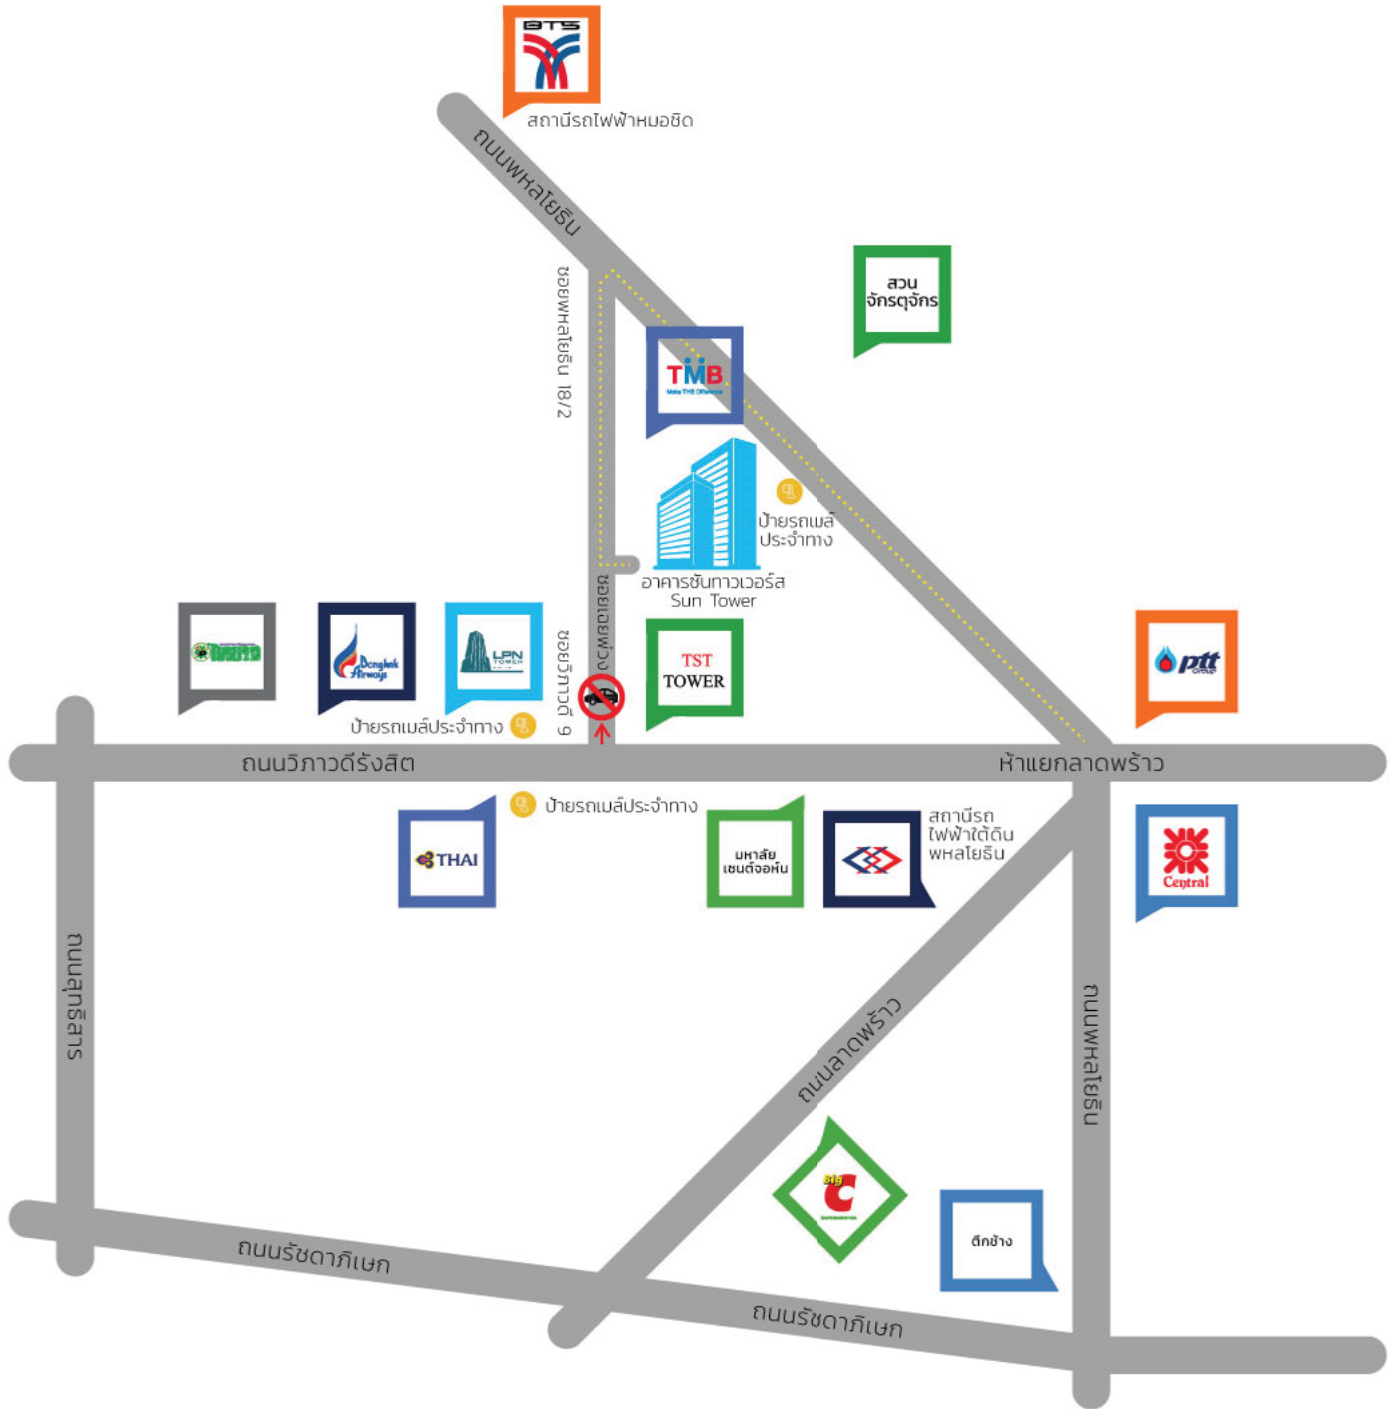 BTS
สถานีรถไฟฟ้าหมอชิต
ถนนพหลโยธิน
สวน
จักรตุจักร
ซอยพหลโยธิน 18/2
TMB
Make THE Difference
ป้ายรถเมล์
ประจำทาง
อาคารซันทาวเวอร์ส
Sun Tower
ซอยเฉยพ่วง
ซอยวิภาวดี 9
Bangkok
Airways
LPN
TOWER
TST
TOWER
ptt
Group
ป้ายรถเมล์ประจำทาง
ถนนวิภาวดีรังสิต
ห้าแยกลาดพร้าว
ป้ายรถเมล์ประจำทาง
THAI
มหาลัย
เซนต์จอห์น
สถานีรถ
ไฟฟ้าใต้ดิน
พหลโยธิน
Central
ถนนสุทธิสาร
ถนนลาดพร้าว
ถนนพหลโยธิน
Big
C
ตึกช้าง
ถนนรัชดาภิเษก
ถนนรัชดาภิเษก